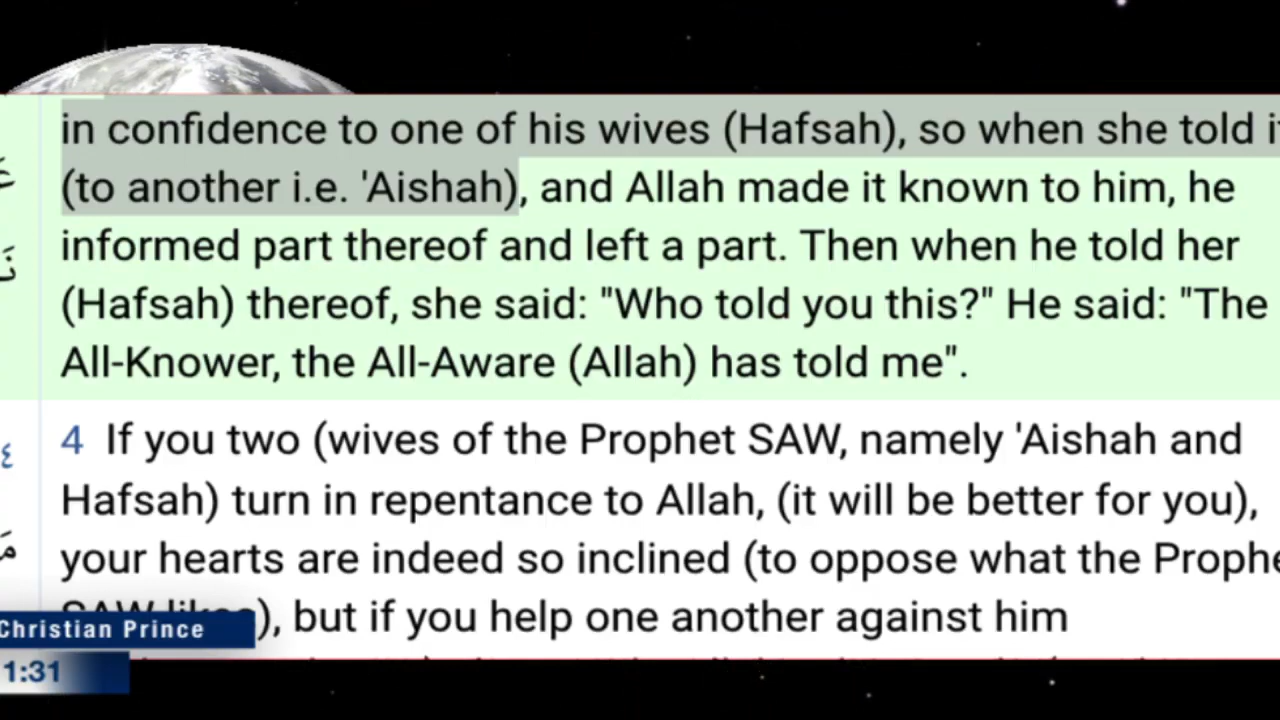 in confidence to one of his wives (Hafsah), so when she told
(to another i.e. 'Aishah), and Allah made it known to him, he
informed part thereof and left a part. Then when he told her
(Hafsah) thereof, she said: "Who told you this?" He said: "The
All-Knower, the All-Aware (Allah) has told me".
4 If you two (wives of the Prophet SAW, namely 'Aishah and
٤
Hafsah) turn in repentance to Allah, (it will be better for you),
your hearts are indeed so inclined (to oppose what the Prophe
SAW likes), but if you help one another against him
Christian Prince
1:31